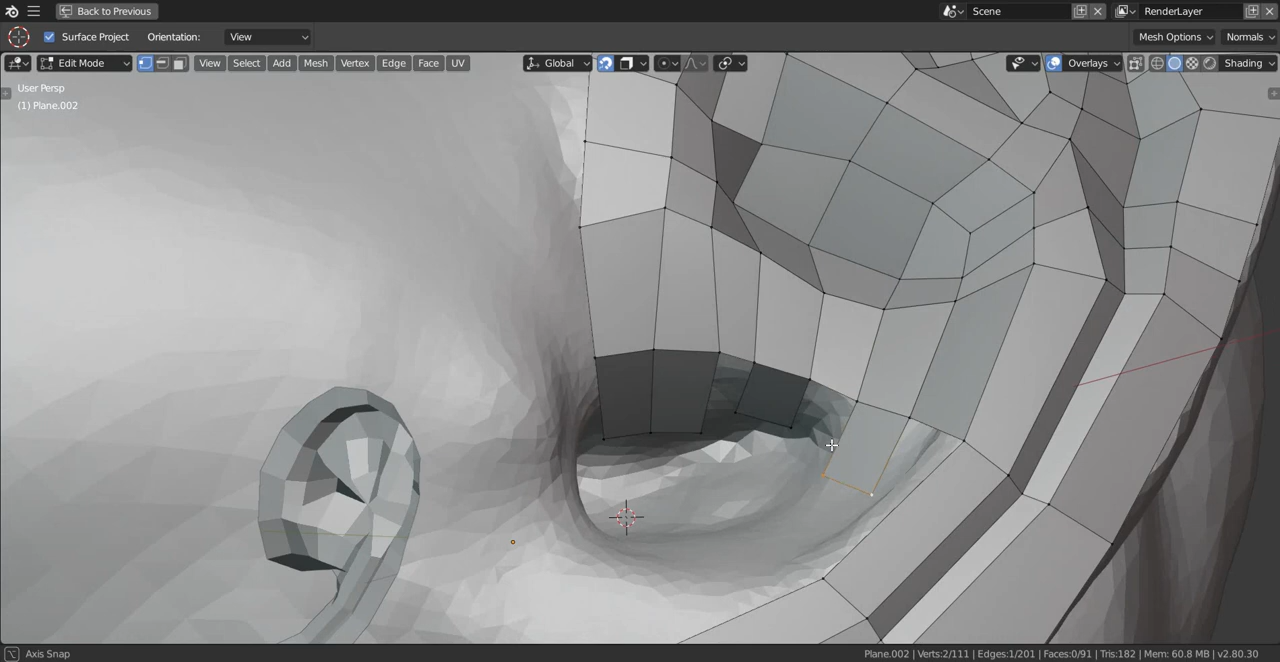 Back to Previous
Scene
RenderLayer
Surface Project
Orientation:
View
Mesh Options
Normals
Edit Mode
View
Select
Add
Mesh
Vertex
Edge
Face
UV
Global
Overlays
Shading
User Persp
(1) Plane.002
Axis Snap
Plane.002 | Verts:2/111 | Edges:1/201 | Faces:0/91 | Tris:182 | Mem: 60.8 MB | v2.80.30